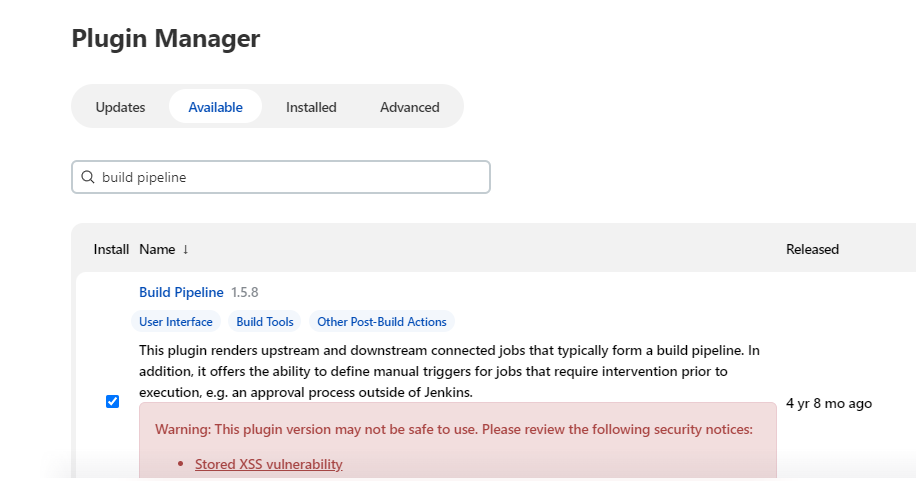 Plugin Manager
Updates Available Installed Advanced
build pipeline
Install Name ↓ Released
Build Pipeline 1.5.8
User Interface Build Tools Other Post-Build Actions
This plugin renders upstream and downstream connected jobs that typically form a build pipeline. In
addition, it offers the ability to define manual triggers for jobs that require intervention prior to
execution, e.g. an approval process outside of Jenkins.
4 yr 8 mo ago
Warning: This plugin version may not be safe to use. Please review the following security notices:
• Stored XSS vulnerability